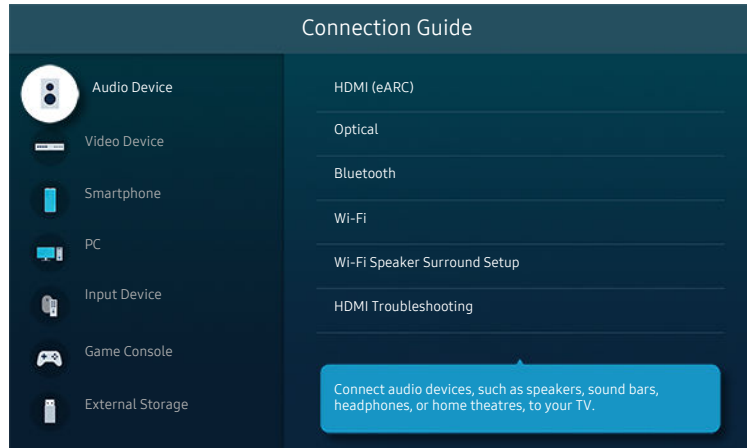 Connection Guide
Audio Device
Video Device
Smartphone
PC
Input Device
Game Console
External Storage
HDMI (eARC)
Optical
Bluetooth
Wi-Fi
Wi-Fi Speaker Surround Setup
HDMI Troubleshooting
Connect audio devices, such as speakers, sound bars,
headphones, or home theatres, to your TV.